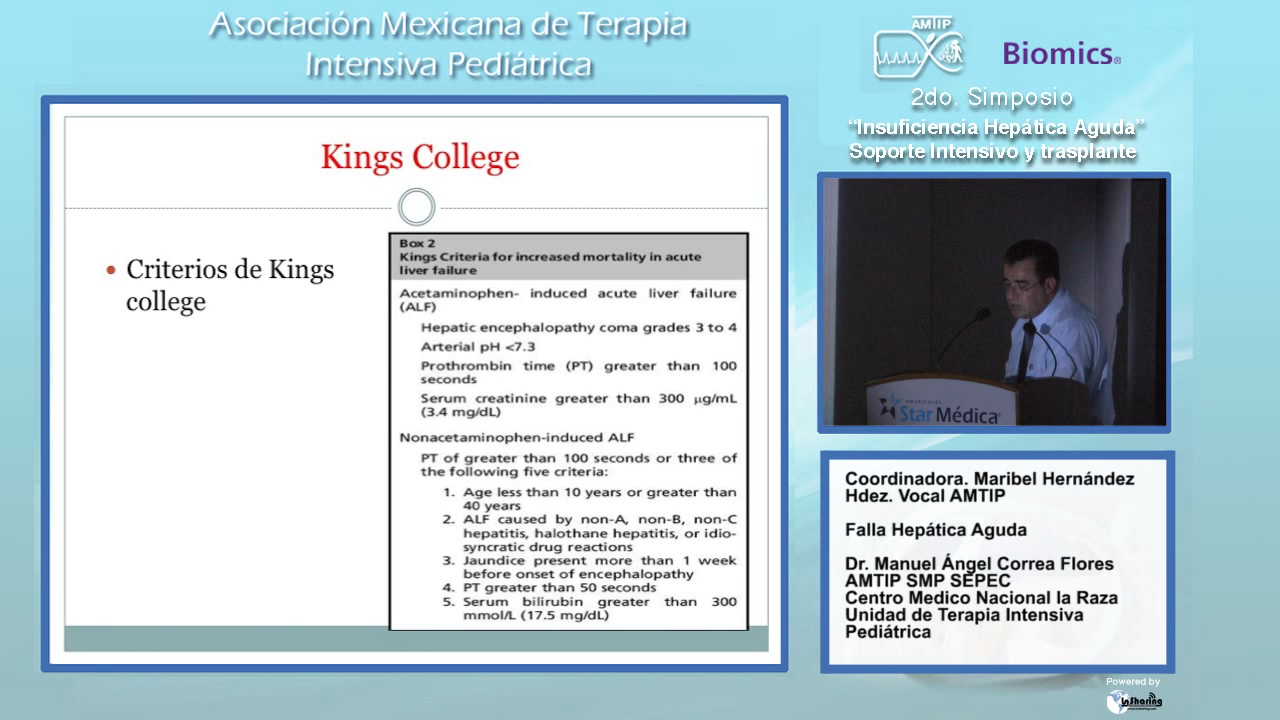 Asociación Mexicana de Terapia
Intensiva Pediátrica
AMTIP
Biomics®
2do. Simposio
“Insuficiencia Hepática Aguda”
Soporte Intensivo y trasplante
Kings College
• Criterios de Kings
college
Box 2
Kings Criteria for increased mortality in acute
liver failure
Acetaminophen- induced acute liver failure
(ALF)
Hepatic encephalopathy coma grades 3 to 4
Arterial pH <7.3
Prothrombin time (PT) greater than 100
seconds
Serum creatinine greater than 300 µg/mL
(3.4 mg/dL)
Nonacetaminophen-induced ALF
PT of greater than 100 seconds or three of
the following five criteria:
1. Age less than 10 years or greater than
40 years
2. ALF caused by non-A, non-B, non-C
hepatitis, halothane hepatitis, or idio-
syncratic drug reactions
3. Jaundice present more than 1 week
before onset of encephalopathy
4. PT greater than 50 seconds
5. Serum bilirubin greater than 300
mmol/L (17.5 mg/dL)
HOSPITALES
Star Médica
Coordinadora. Maribel Hernández
Hdez. Vocal AMTIP
Falla Hepática Aguda
Dr. Manuel Ángel Correa Flores
AMTIP SMP SEPEC
Centro Medico Nacional la Raza
Unidad de Terapia Intensiva
Pediátrica
Powered by
InSharing